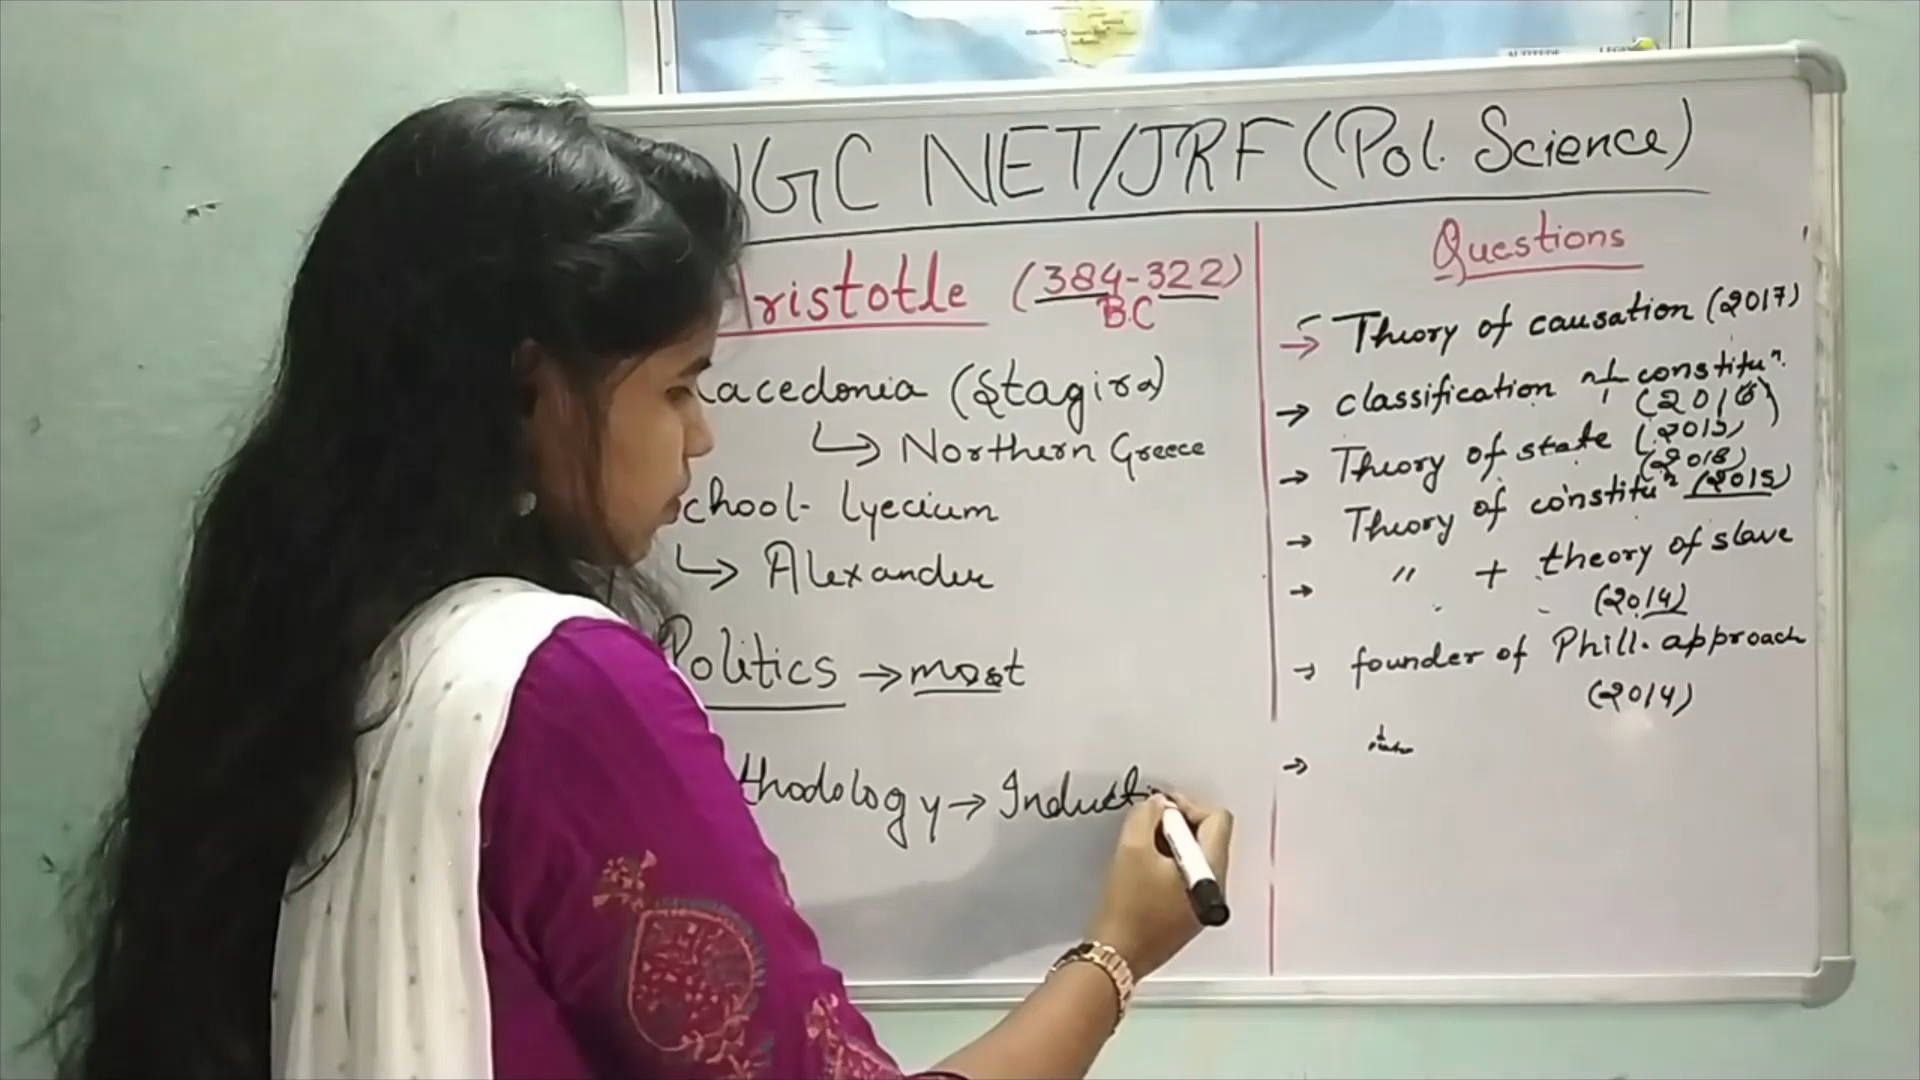 UGC NET/JRF (Pol. Science)
Aristotle (384-322)
B.C
Macedonia (Stagira)
↳ Northern Greece
School- Lyecium
↳ Alexander
Politics → most
thodology → Inducti
Questions
→ Theory of causation (2017)
→ classification of constituⁿ.
(2016)
→ Theory of state (2015)
(2018)
→ Theory of constituⁿ (2015)
→ " + theory of slave
(2014)
→ founder of Phill. approach
(2014)
→